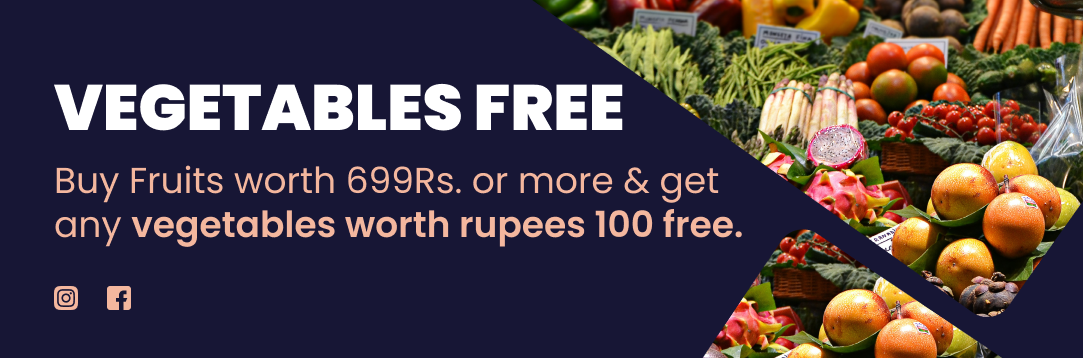 VEGETABLES FREE
Buy Fruits worth 699Rs. or more & get
any vegetables worth rupees 100 free.